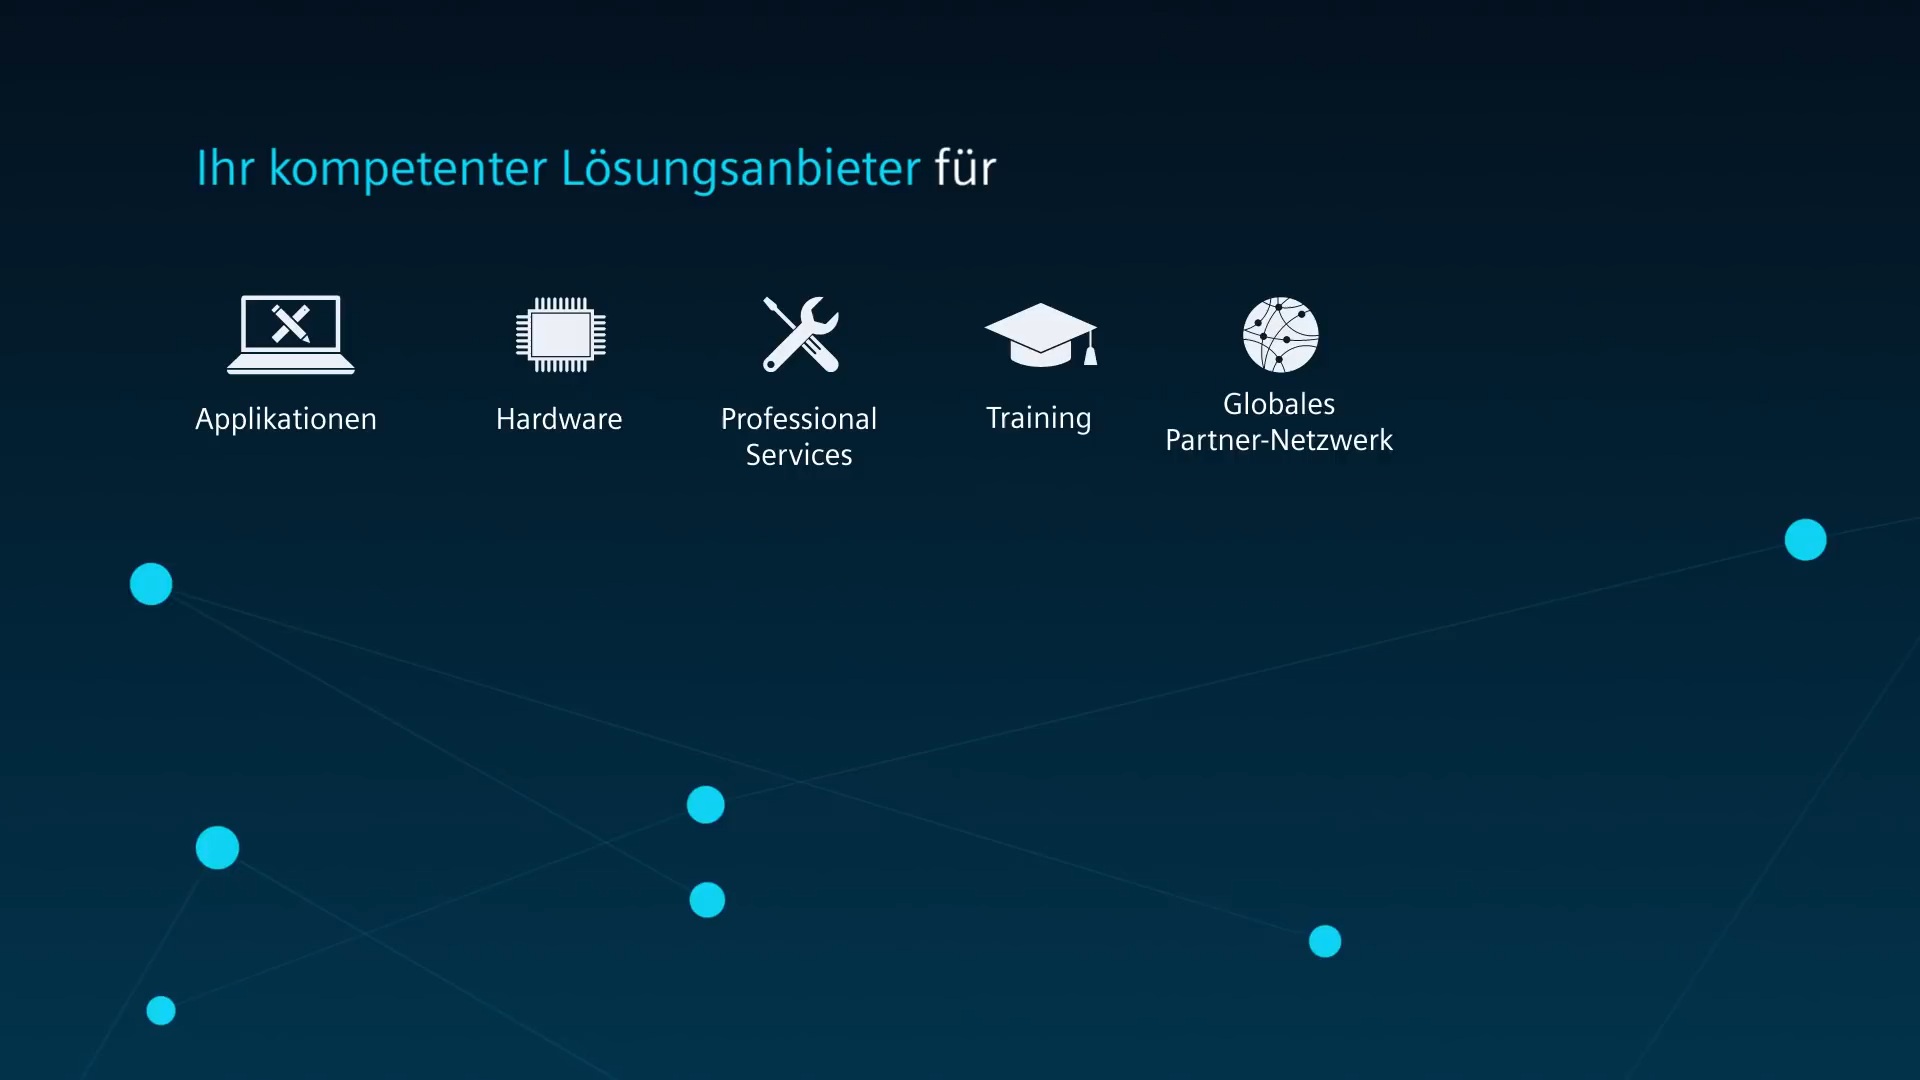 Ihr kompetenter Lösungsanbieter für
Applikationen
Hardware
Professional
Services
Training
Globales
Partner-Netzwerk